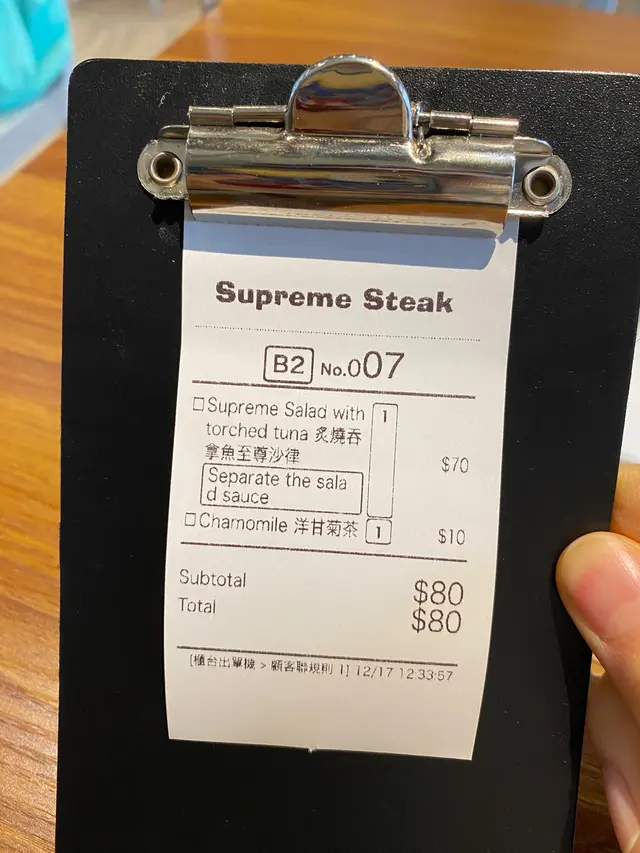 Supreme Steak
B2 No.007
□Supreme Salad with 1
torched tuna 炙燒吞
拿魚至尊沙律 $70
Separate the sala
d sauce
□Chamomile 洋甘菊茶 1 $10
Subtotal $80
Total $80
[櫃台出單機 > 顧客聯規則 1] 12/17 12:33:57